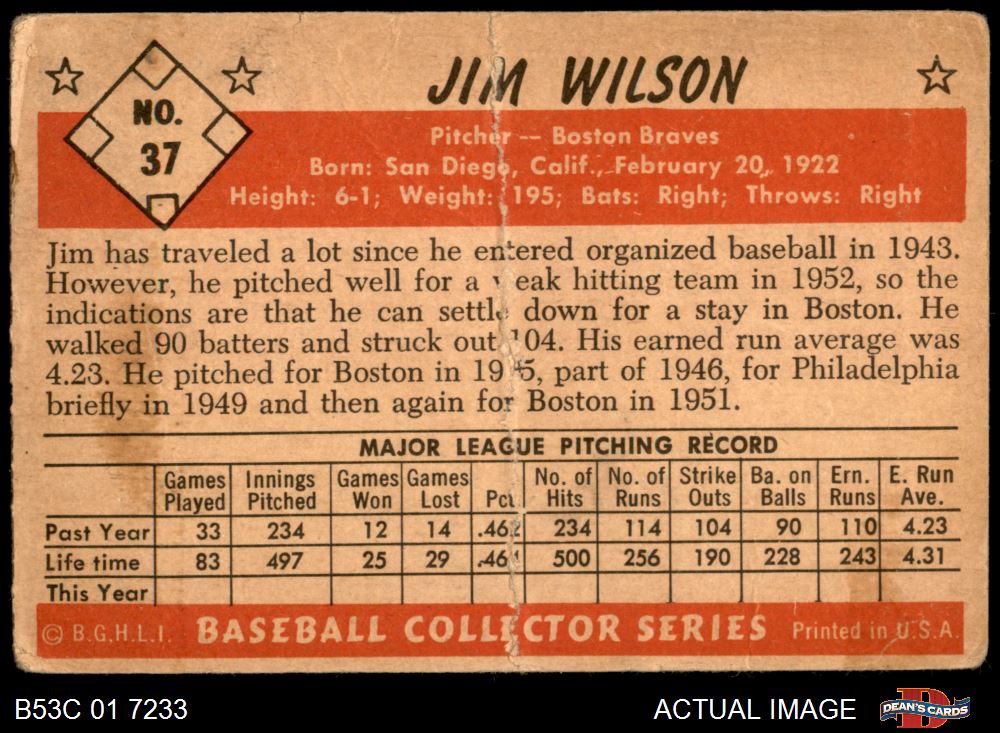 NO.
37
JIM WILSON
Pitcher -- Boston Braves
Born: San Diego, Calif., February 20, 1922
Height: 6-1; Weight: 195; Bats: Right; Throws: Right
Jim has traveled a lot since he entered organized baseball in 1943.
However, he pitched well for a weak hitting team in 1952, so the
indications are that he can settle down for a stay in Boston. He
walked 90 batters and struck out 104. His earned run average was
4.23. He pitched for Boston in 1945, part of 1946, for Philadelphia
briefly in 1949 and then again for Boston in 1951.
MAJOR LEAGUE PITCHING RECORD
Games Played Innings Pitched Games Won Games Lost Pct. No. of Hits No. of Runs Strike Outs Ba. on Balls Ern. Runs E. Run Ave.
Past Year 33 234 12 14 .462 234 114 104 90 110 4.23
Life time 83 497 25 29 .46 500 256 190 228 243 4.31
This Year
© B.G.H.L.I. BASEBALL COLLECTOR SERIES Printed in U.S.A.
B53C 01 7233
ACTUAL IMAGE
DEAN'S CARDS